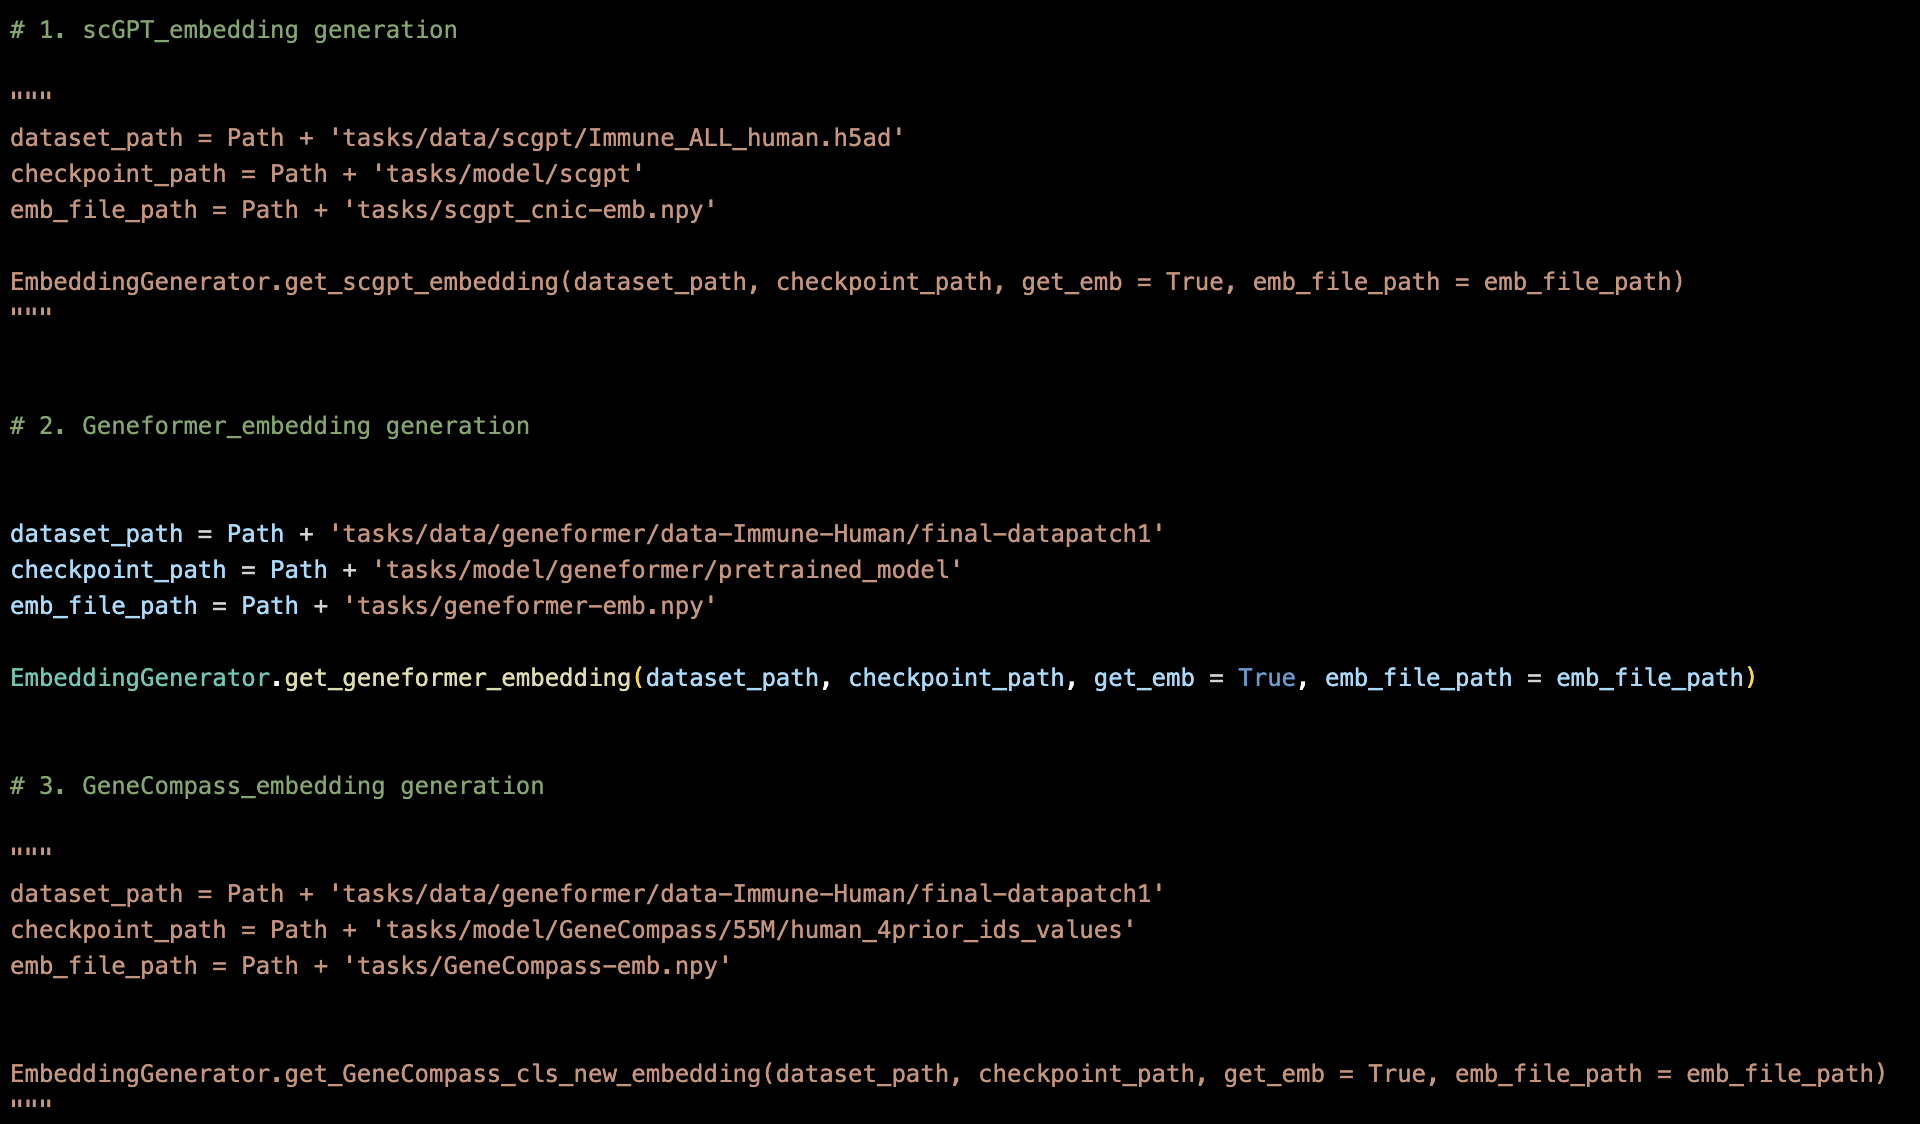 # 1. scGPT_embedding generation
"""
dataset_path = Path + 'tasks/data/scgpt/Immune_ALL_human.h5ad'
checkpoint_path = Path + 'tasks/model/scgpt'
emb_file_path = Path + 'tasks/scgpt_cnic-emb.npy'
EmbeddingGenerator.get_scgpt_embedding(dataset_path, checkpoint_path, get_emb = True, emb_file_path = emb_file_path)
"""
# 2. Geneformer_embedding generation
dataset_path = Path + 'tasks/data/geneformer/data-Immune-Human/final-datapatch1'
checkpoint_path = Path + 'tasks/model/geneformer/pretrained_model'
emb_file_path = Path + 'tasks/geneformer-emb.npy'
EmbeddingGenerator.get_geneformer_embedding(dataset_path, checkpoint_path, get_emb = True, emb_file_path = emb_file_path)
# 3. GeneCompass_embedding generation
"""
dataset_path = Path + 'tasks/data/geneformer/data-Immune-Human/final-datapatch1'
checkpoint_path = Path + 'tasks/model/GeneCompass/55M/human_4prior_ids_values'
emb_file_path = Path + 'tasks/GeneCompass-emb.npy'
EmbeddingGenerator.get_GeneCompass_cls_new_embedding(dataset_path, checkpoint_path, get_emb = True, emb_file_path = emb_file_path)
"""